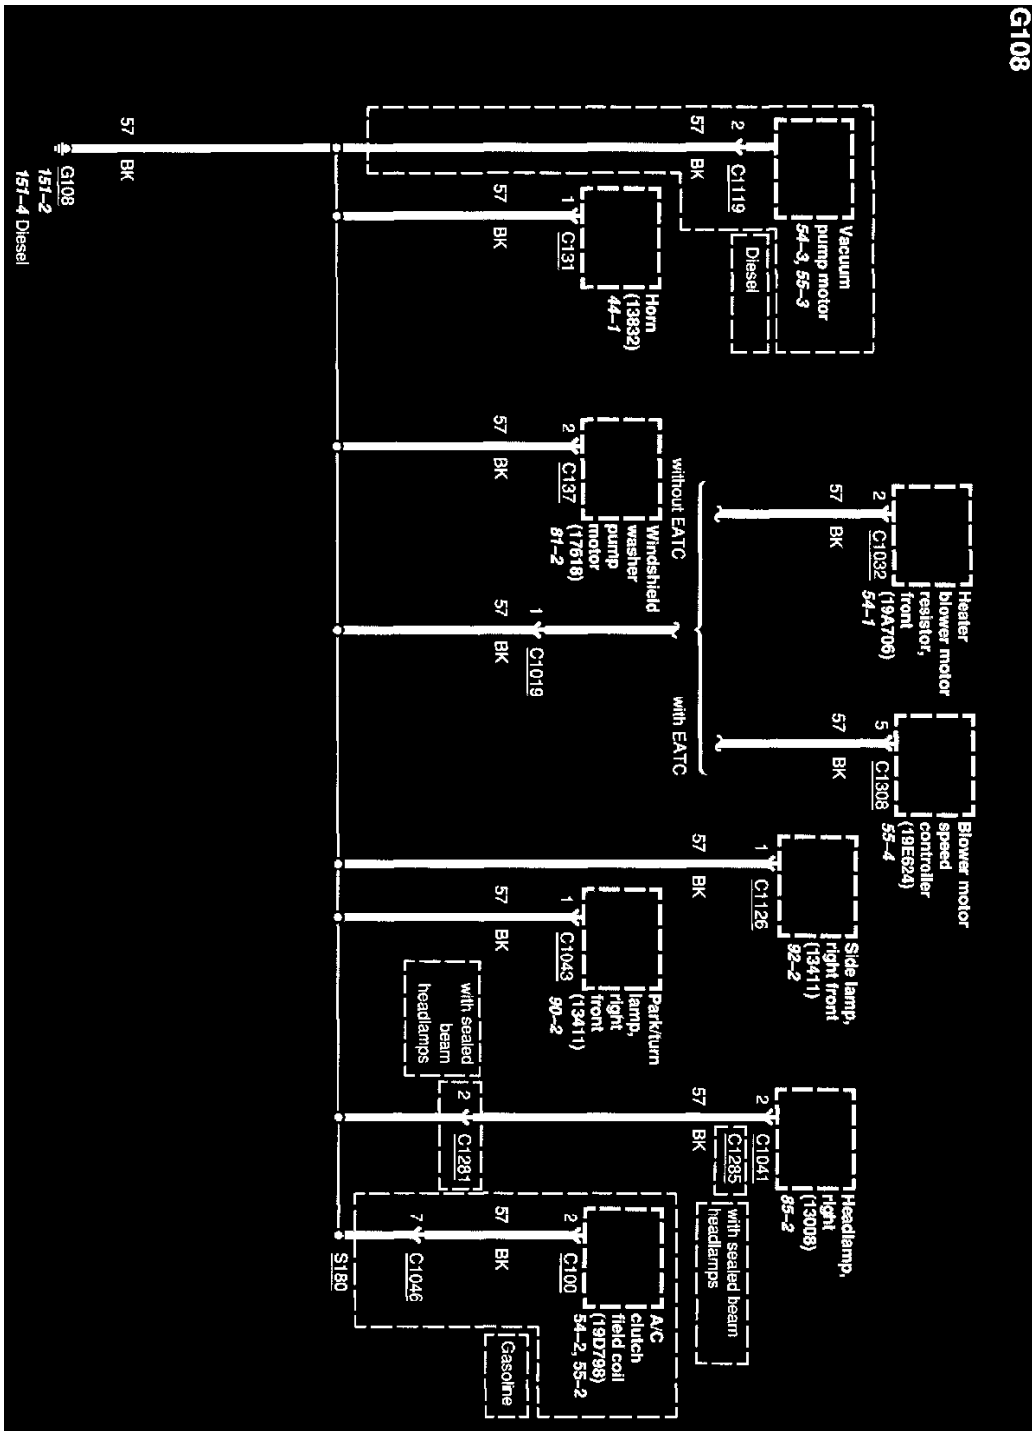 G108
57
BK
G108
151–2
151–4 Diesel
57
2
BK
C1119
Vacuum
pump motor
54–3, 55–3
Diesel
57
1
BK
C131
Horn
(13832)
44–1
57
2
BK
C137
Windshield
washer
pump
motor
(17618)
81–2
without EATC
57
2
BK
C1032
Heater
blower motor
resistor,
front
(19A706)
54–1
57
1
BK
C1019
with EATC
57
5
BK
C1308
Blower motor
speed
controller
(19E624)
55–4
57
1
BK
C1126
Side lamp,
right front
(13411)
92–2
57
1
BK
C1043
Park/turn
lamp,
right
front
(13411)
90–2
with sealed
beam
headlamps
2
C1281
57
2
BK
C1041
C1285
Headlamp,
right
(13008)
85–2
with sealed beam
headlamps
7
57
2
C1046
BK
C100
A/C
clutch
field coil
(19D798)
54–2, 55–2
S180
Gasoline